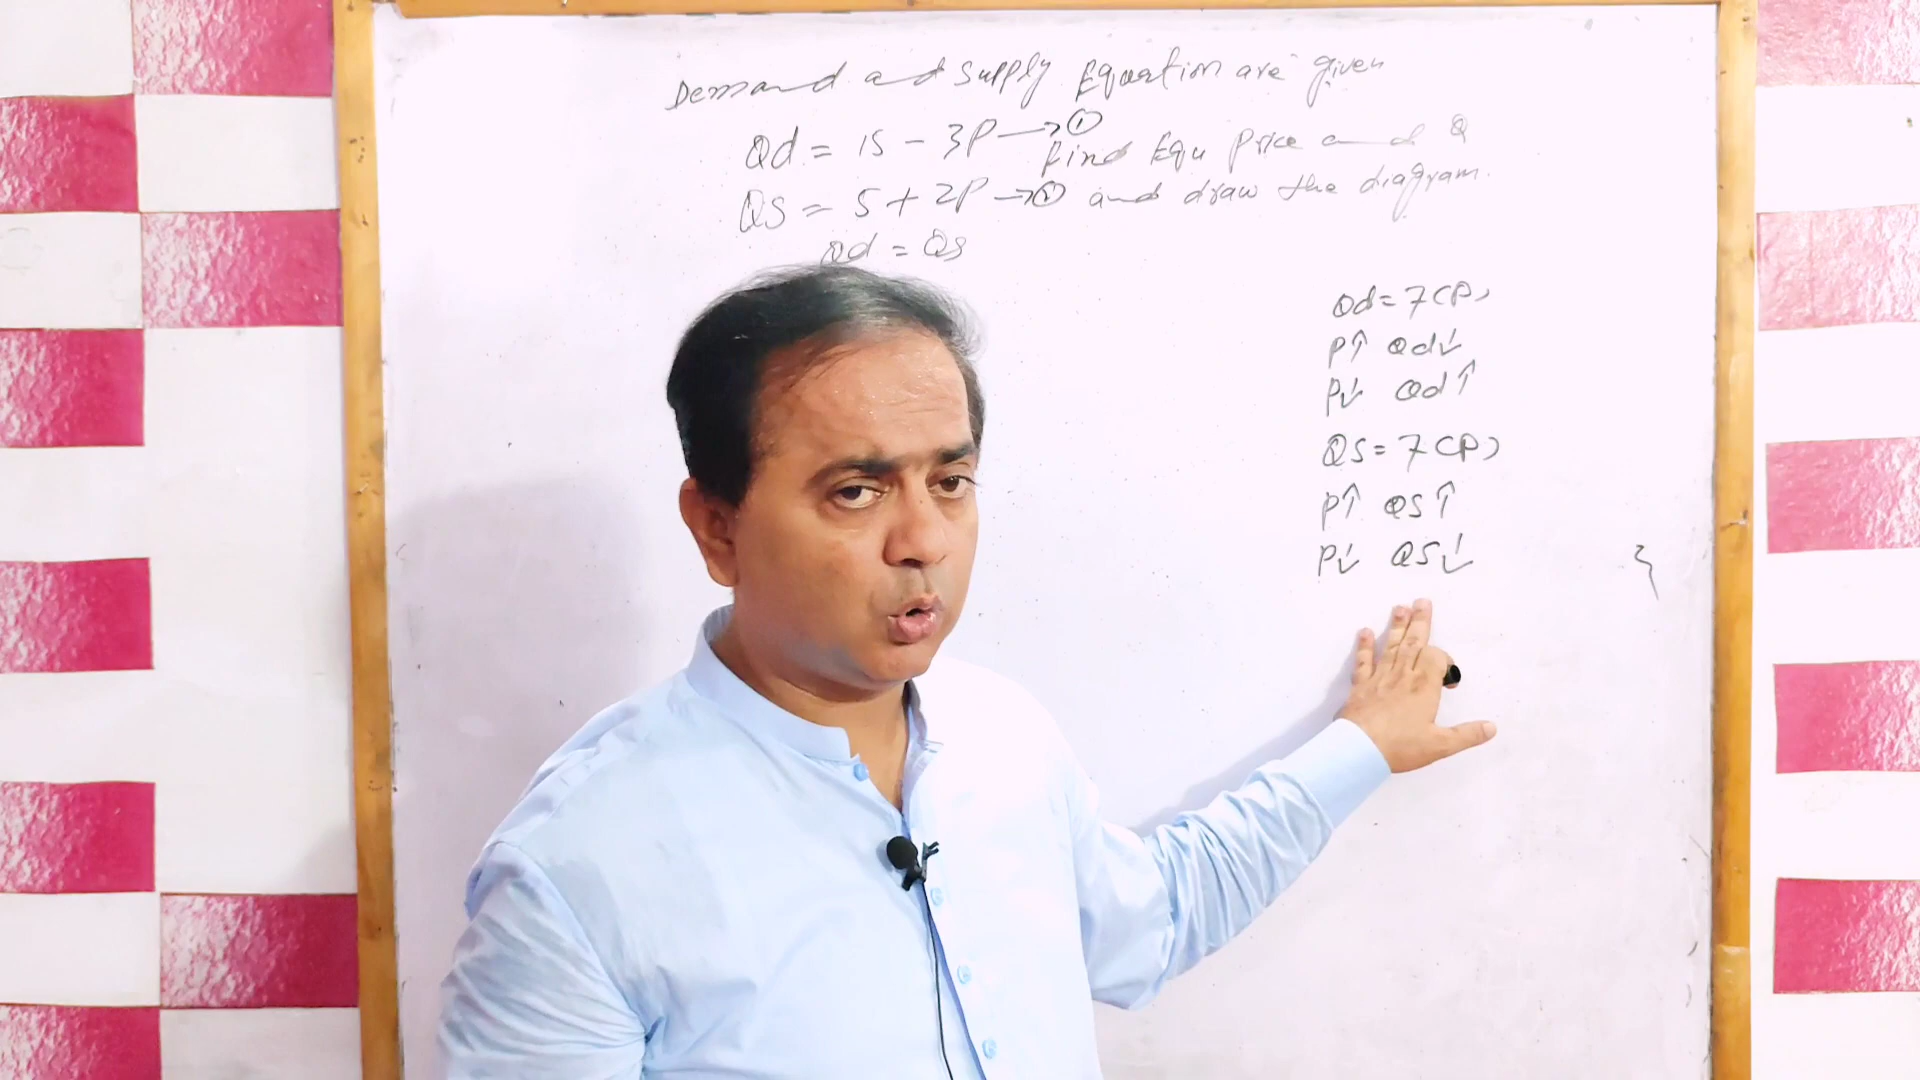 Demand and supply Equation are given
Qd = 15 - 3P → ①
Find Equ Price and Q
QS = 5 + 2P → ② and draw the diagram.
Qd = QS
Qd = f(P)
P↑ Qd↓
P↓ Qd↑
QS = f(P)
P↑ QS↑
P↓ QS↓